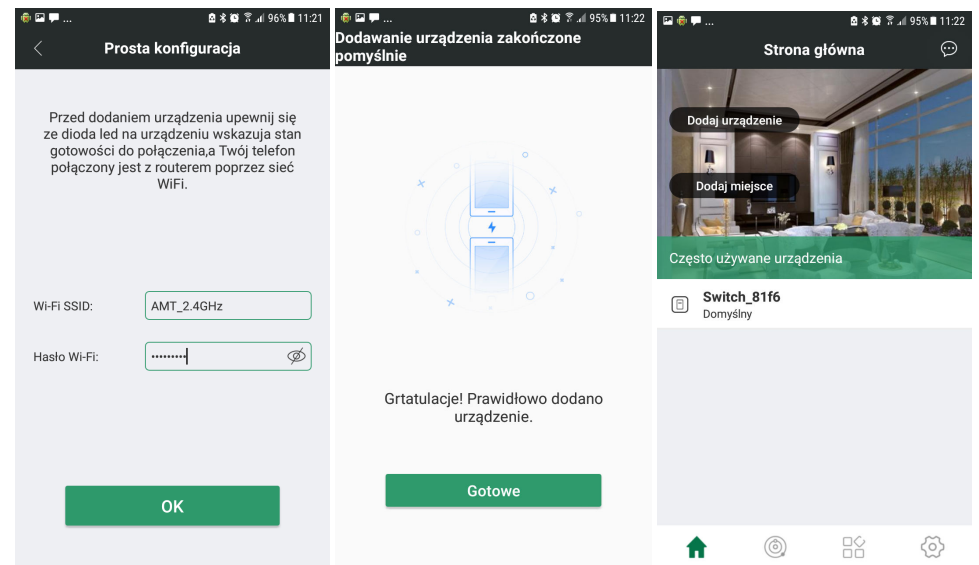 ... 96% 11:21
Prosta konfiguracja
Przed dodaniem urządzenia upewnij się
ze dioda led na urządzeniu wskazuja stan
gotowości do połączenia,a Twój telefon
połączony jest z routerem poprzez sieć
WiFi.
Wi-Fi SSID: AMT_2.4GHz
Hasło Wi-Fi: •••••••••
OK
... 95% 11:22
Dodawanie urządzenia zakończone
pomyślnie
Grtatulacje! Prawidłowo dodano
urządzenie.
Gotowe
... 95% 11:22
Strona główna
Dodaj urządzenie
Dodaj miejsce
Często używane urządzenia
Switch_81f6
Domyślny